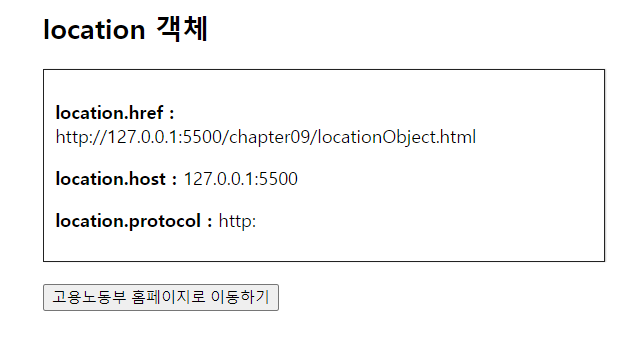 location 객체
location.href :
http://127.0.0.1:5500/chapter09/locationObject.html
location.host : 127.0.0.1:5500
location.protocol : http:
고용노동부 홈페이지로 이동하기